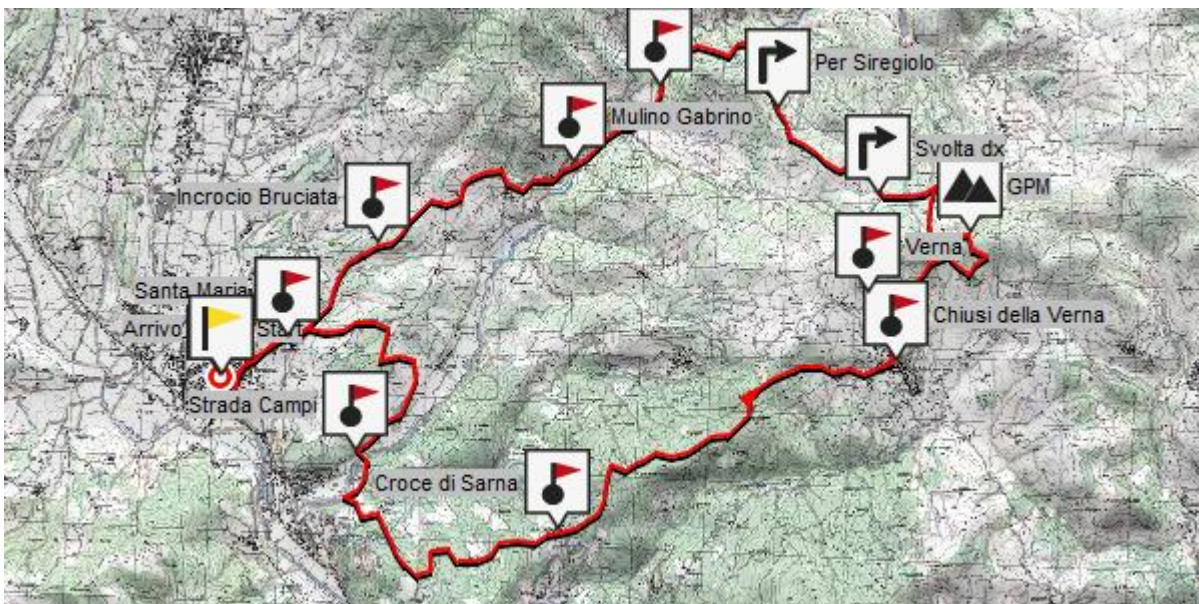 Per Siregiolo
Mulino Gabrino
Svolta dx
GPM
Incrocio Bruciata
Verna
Santa Maria
Chiusi della Verna
Arrivo
Start
Strada Campi
Croce di Sarna